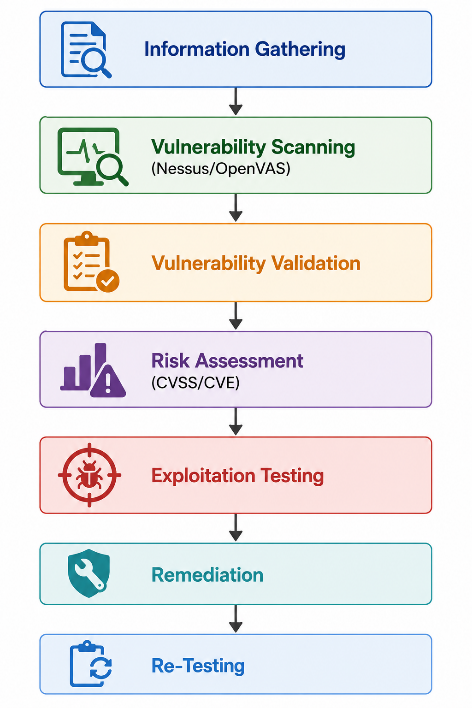 Information Gathering
Vulnerability Scanning
(Nessus/OpenVAS)
Vulnerability Validation
Risk Assessment
(CVSS/CVE)
Exploitation Testing
Remediation
Re-Testing